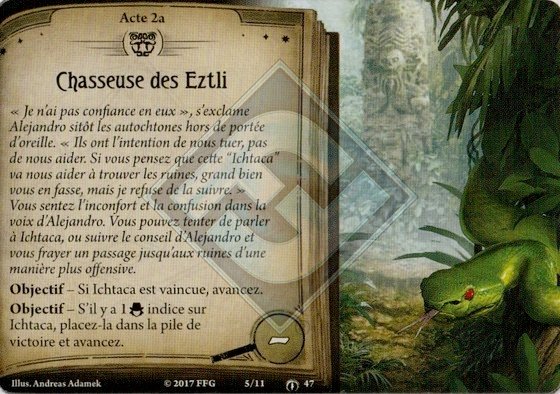 Acte 2a
Chasseuse des Eztli
« Je n'ai pas confiance en eux », s'exclame
Alejandro sitôt les autochtones hors de portée
d'oreille. « Ils ont l'intention de nous tuer, pas
de nous aider. Si vous pensez que cette "Ichtaca"
va nous aider à trouver les ruines, grand bien
vous en fasse, mais je refuse de la suivre. »
Vous sentez l'inconfort et la confusion dans la
voix d'Alejandro. Vous pouvez tenter de parler
à Ichtaca, ou suivre le conseil d'Alejandro et
vous frayer un passage jusqu'aux ruines d'une
manière plus offensive.
Objectif – Si Ichtaca est vaincue, avancez.
Objectif – S'il y a 1 indice sur
Ichtaca, placez-la dans la pile de
victoire et avancez.
–
Illus. Andreas Adamek © 2017 FFG 5/11 47